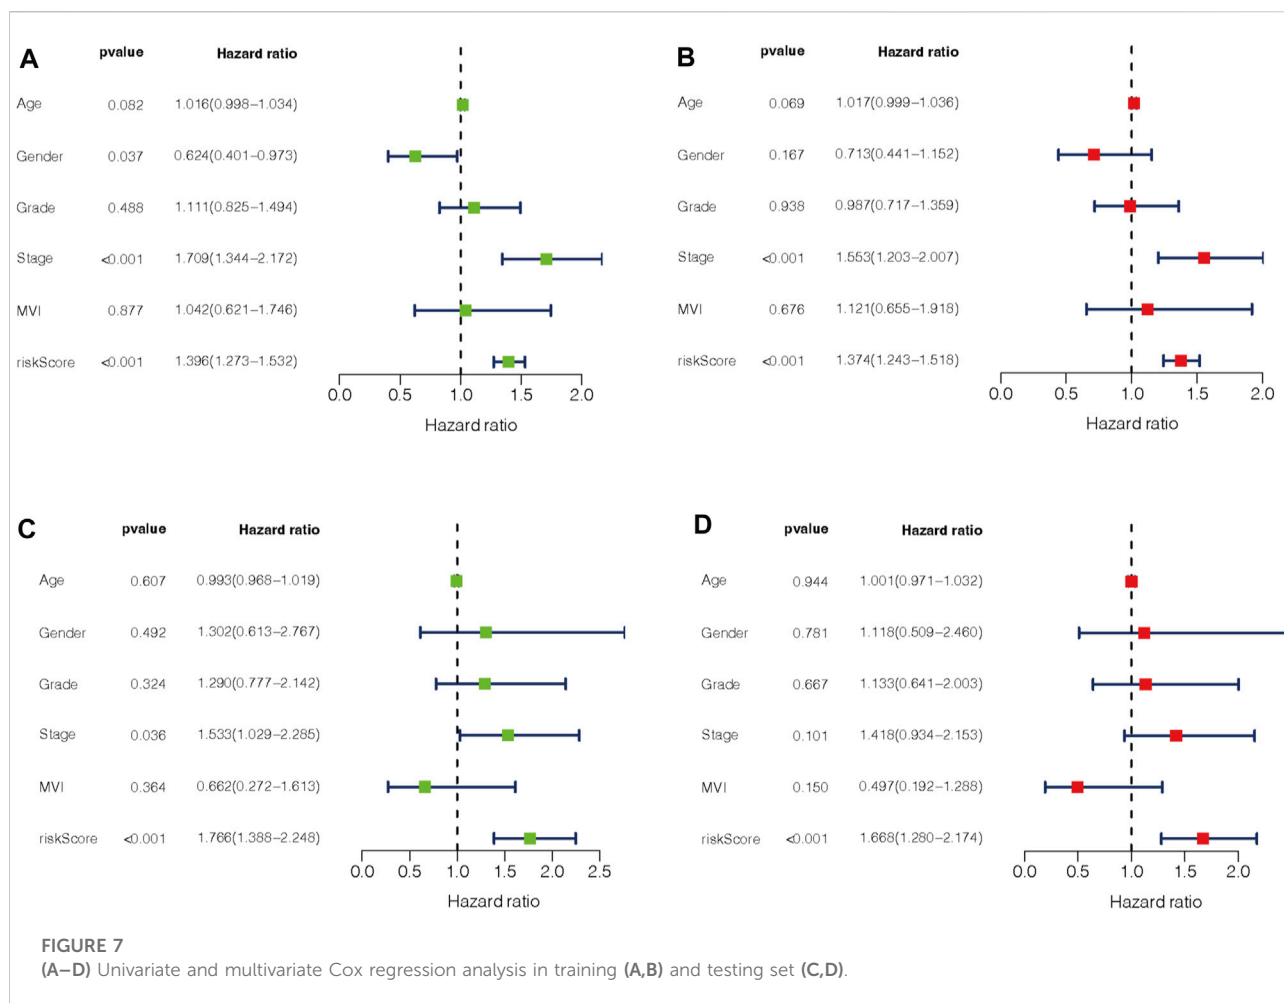 A pvalue Hazard ratio
Age 0.082 1.016(0.998–1.034)
Gender 0.037 0.624(0.401–0.973)
Grade 0.488 1.111(0.825–1.494)
Stage <0.001 1.709(1.344–2.172)
MVI 0.877 1.042(0.621–1.746)
riskScore <0.001 1.396(1.273–1.532)
0.0 0.5 1.0 1.5 2.0
Hazard ratio
B pvalue Hazard ratio
Age 0.069 1.017(0.999–1.036)
Gender 0.167 0.713(0.441–1.152)
Grade 0.938 0.987(0.717–1.359)
Stage <0.001 1.553(1.203–2.007)
MVI 0.676 1.121(0.655–1.918)
riskScore <0.001 1.374(1.243–1.518)
0.0 0.5 1.0 1.5 2.0
Hazard ratio
C pvalue Hazard ratio
Age 0.607 0.993(0.968–1.019)
Gender 0.492 1.302(0.613–2.767)
Grade 0.324 1.290(0.777–2.142)
Stage 0.036 1.533(1.029–2.285)
MVI 0.364 0.662(0.272–1.613)
riskScore <0.001 1.766(1.388–2.248)
0.0 0.5 1.0 1.5 2.0 2.5
Hazard ratio
D pvalue Hazard ratio
Age 0.944 1.001(0.971–1.032)
Gender 0.781 1.118(0.509–2.460)
Grade 0.667 1.133(0.641–2.003)
Stage 0.101 1.418(0.934–2.153)
MVI 0.150 0.497(0.192–1.288)
riskScore <0.001 1.668(1.280–2.174)
0.0 0.5 1.0 1.5 2.0
Hazard ratio
FIGURE 7
(A–D) Univariate and multivariate Cox regression analysis in training (A,B) and testing set (C,D).